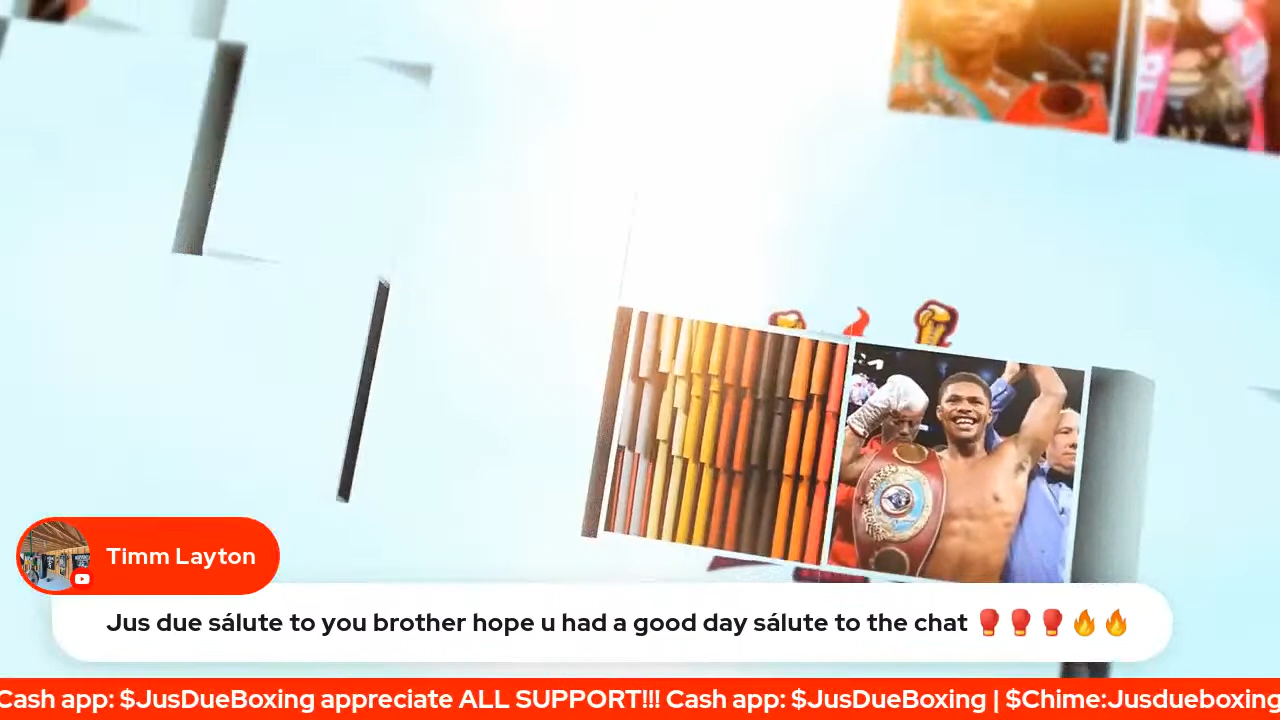 Timm Layton
Jus due sálute to you brother hope u had a good day sálute to the chat 🥊🥊🥊🔥🔥
Cash app: $JusDueBoxing appreciate ALL SUPPORT!!! Cash app: $JusDueBoxing | $Chime:Jusdueboxing